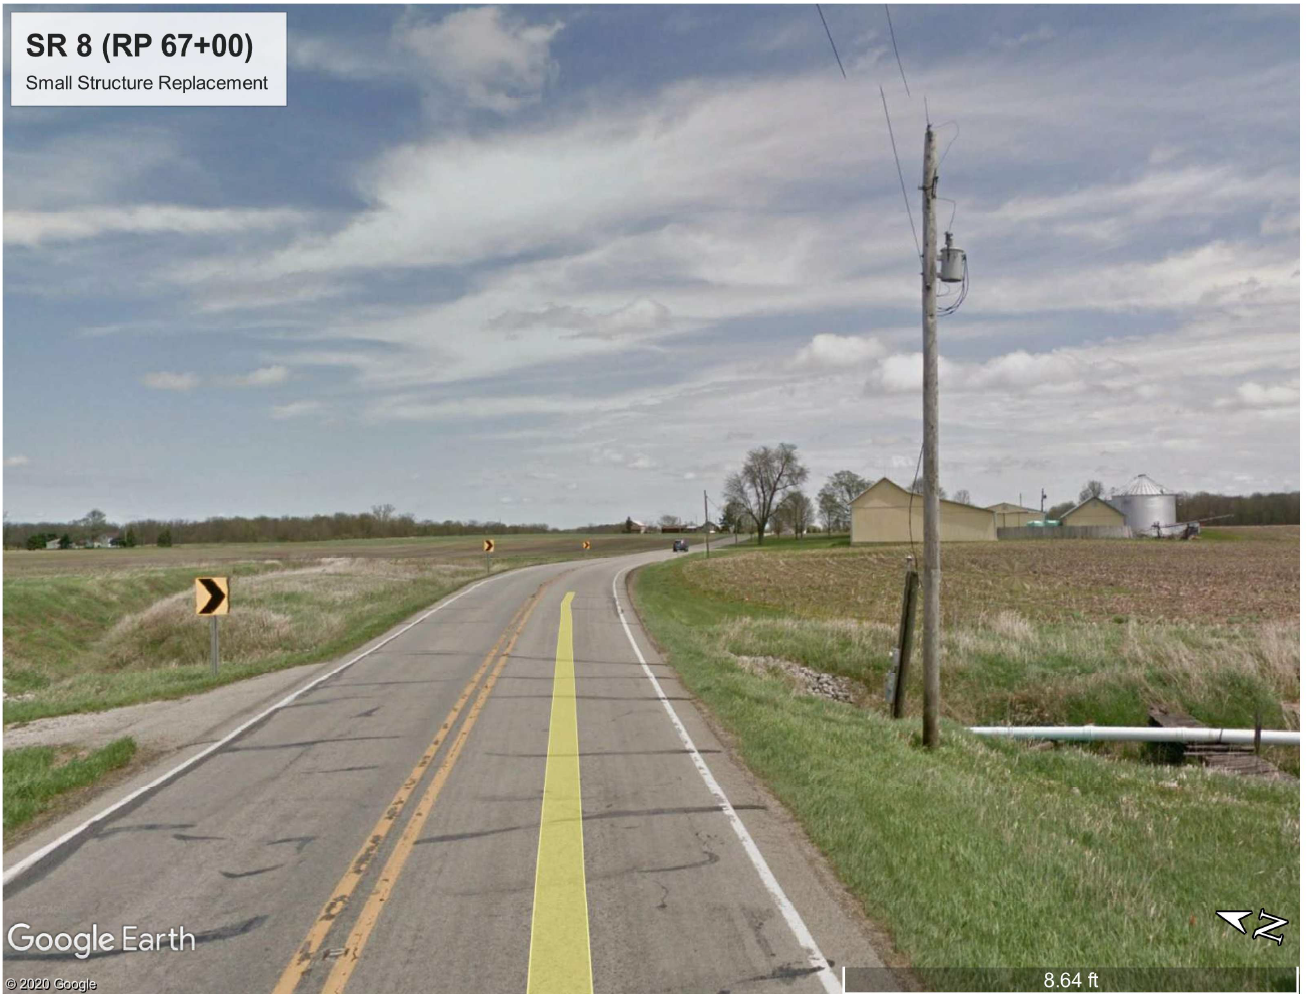 SR 8 (RP 67+00)
Small Structure Replacement
Google Earth
© 2020 Google
8.64 ft
N